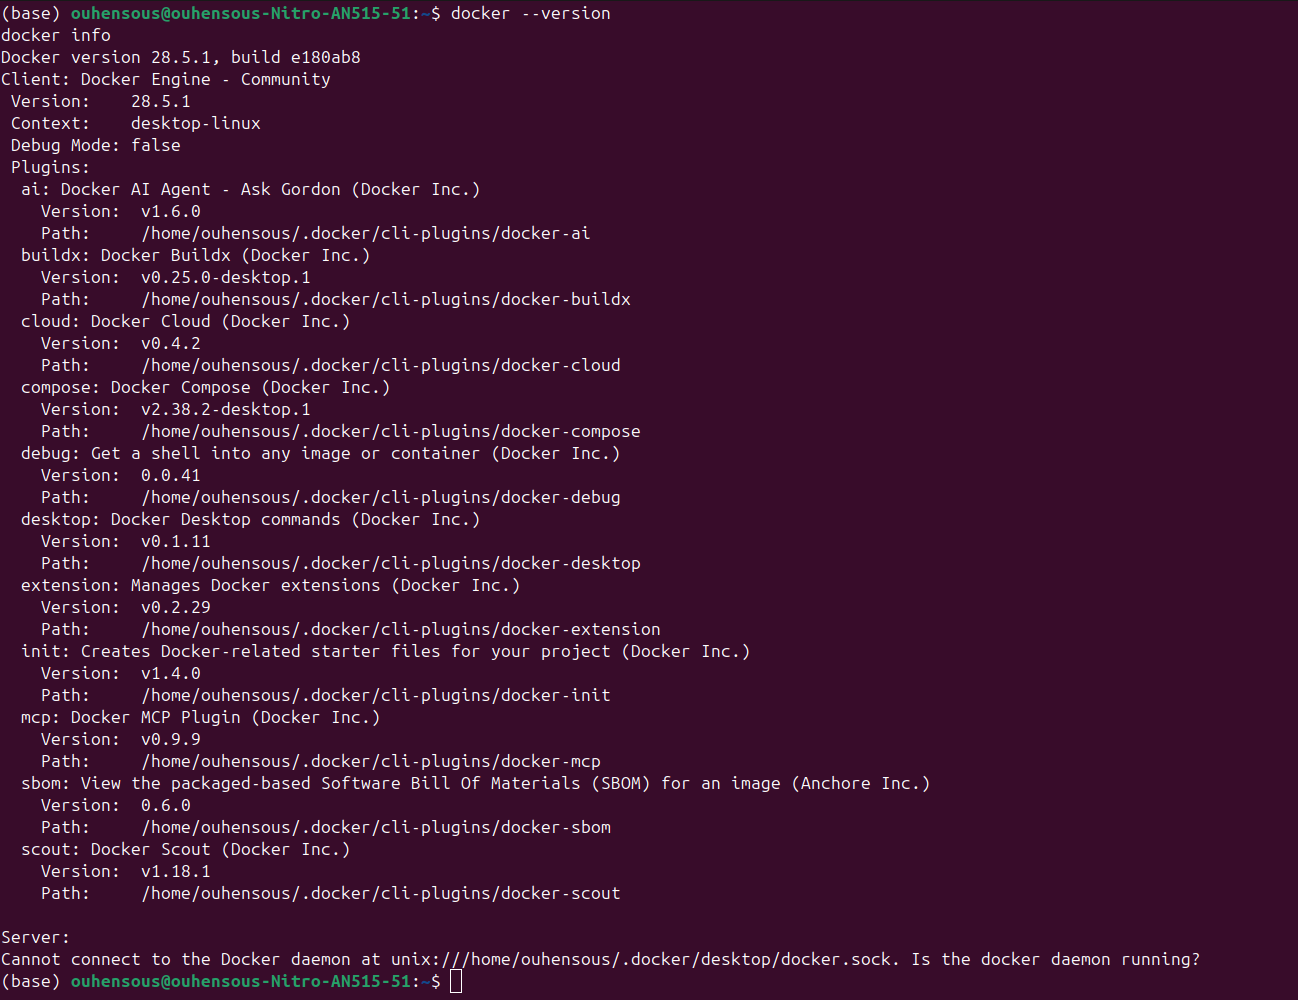 (base) ouhensous@ouhensous-Nitro-AN515-51:~$ docker --version
docker info
Docker version 28.5.1, build e180ab8
Client: Docker Engine - Community
 Version:    28.5.1
 Context:    desktop-linux
 Debug Mode: false
 Plugins:
  ai: Docker AI Agent - Ask Gordon (Docker Inc.)
    Version:  v1.6.0
    Path:     /home/ouhensous/.docker/cli-plugins/docker-ai
  buildx: Docker Buildx (Docker Inc.)
    Version:  v0.25.0-desktop.1
    Path:     /home/ouhensous/.docker/cli-plugins/docker-buildx
  cloud: Docker Cloud (Docker Inc.)
    Version:  v0.4.2
    Path:     /home/ouhensous/.docker/cli-plugins/docker-cloud
  compose: Docker Compose (Docker Inc.)
    Version:  v2.38.2-desktop.1
    Path:     /home/ouhensous/.docker/cli-plugins/docker-compose
  debug: Get a shell into any image or container (Docker Inc.)
    Version:  0.0.41
    Path:     /home/ouhensous/.docker/cli-plugins/docker-debug
  desktop: Docker Desktop commands (Docker Inc.)
    Version:  v0.1.11
    Path:     /home/ouhensous/.docker/cli-plugins/docker-desktop
  extension: Manages Docker extensions (Docker Inc.)
    Version:  v0.2.29
    Path:     /home/ouhensous/.docker/cli-plugins/docker-extension
  init: Creates Docker-related starter files for your project (Docker Inc.)
    Version:  v1.4.0
    Path:     /home/ouhensous/.docker/cli-plugins/docker-init
  mcp: Docker MCP Plugin (Docker Inc.)
    Version:  v0.9.9
    Path:     /home/ouhensous/.docker/cli-plugins/docker-mcp
  sbom: View the packaged-based Software Bill Of Materials (SBOM) for an image (Anchore Inc.)
    Version:  0.6.0
    Path:     /home/ouhensous/.docker/cli-plugins/docker-sbom
  scout: Docker Scout (Docker Inc.)
    Version:  v1.18.1
    Path:     /home/ouhensous/.docker/cli-plugins/docker-scout

Server:
Cannot connect to the Docker daemon at unix:///home/ouhensous/.docker/desktop/docker.sock. Is the docker daemon running?
(base) ouhensous@ouhensous-Nitro-AN515-51:~$